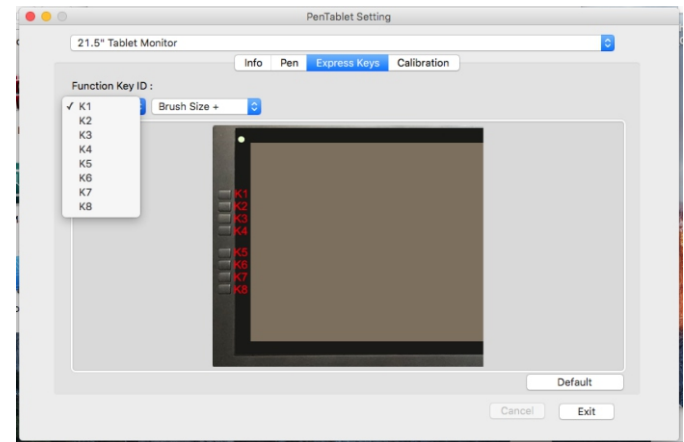 PenTablet Setting
21.5" Tablet Monitor
Info Pen Express Keys Calibration
Function Key ID :
✓ K1 Brush Size +
K2
K3
K4
K5
K6
K7
K8
K1
K2
K3
K4
K5
K6
K7
K8
Default
Cancel Exit